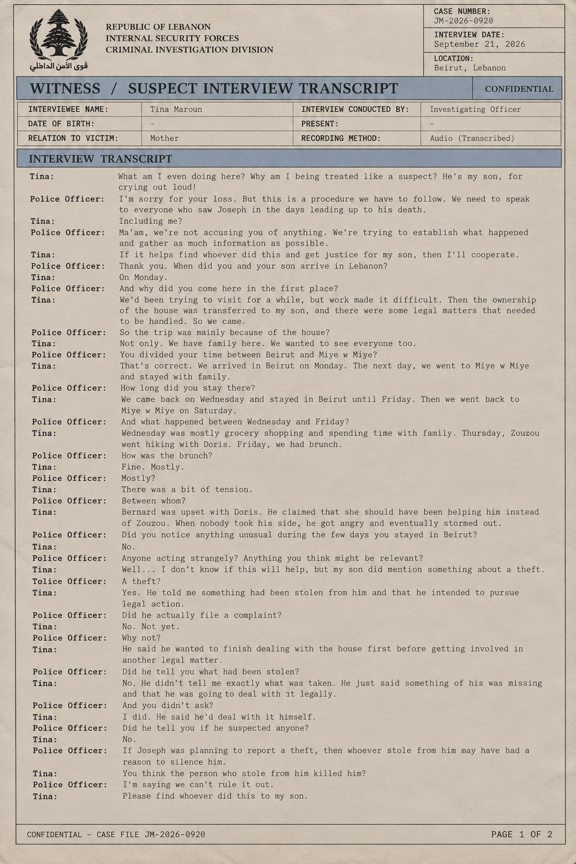 REPUBLIC OF LEBANON
INTERNAL SECURITY FORCES
CRIMINAL INVESTIGATION DIVISION
قوى الأمن الداخلي
CASE NUMBER:
JM-2026-0920
INTERVIEW DATE:
September 21, 2026
LOCATION:
Beirut, Lebanon
WITNESS / SUSPECT INTERVIEW TRANSCRIPT
CONFIDENTIAL
INTERVIEWEE NAME: Tina Maroun INTERVIEW CONDUCTED BY: Investigating Officer
DATE OF BIRTH: – PRESENT: –
RELATION TO VICTIM: Mother RECORDING METHOD: Audio (Transcribed)
INTERVIEW TRANSCRIPT
Tina: What am I even doing here? Why am I being treated like a suspect? He's my son, for
crying out loud!
Police Officer: I'm sorry for your loss. But this is a procedure we have to follow. We need to speak
to everyone who saw Joseph in the days leading up to his death.
Tina: Including me?
Police Officer: Ma'am, we're not accusing you of anything. We're trying to establish what happened
and gather as much information as possible.
Tina: If it helps find whoever did this and get justice for my son, then I'll cooperate.
Police Officer: Thank you. When did you and your son arrive in Lebanon?
Tina: On Monday.
Police Officer: And why did you come here in the first place?
Tina: We'd been trying to visit for a while, but work made it difficult. Then the ownership
of the house was transferred to my son, and there were some legal matters that needed
to be handled. So we came.
Police Officer: So the trip was mainly because of the house?
Tina: Not only. We have family here. We wanted to see everyone too.
Police Officer: You divided your time between Beirut and Miye w Miye?
Tina: That's correct. We arrived in Beirut on Monday. The next day, we went to Miye w Miye
and stayed with family.
Police Officer: How long did you stay there?
Tina: We came back on Wednesday and stayed in Beirut until Friday. Then we went back to
Miye w Miye on Saturday.
Police Officer: And what happened between Wednesday and Friday?
Tina: Wednesday was mostly grocery shopping and spending time with family. Thursday, Zouzou
went hiking with Doris. Friday, we had brunch.
Police Officer: How was the brunch?
Tina: Fine. Mostly.
Police Officer: Mostly?
Tina: There was a bit of tension.
Police Officer: Between whom?
Tina: Bernard was upset with Doris. He claimed that she should have been helping him instead
of Zouzou. When nobody took his side, he got angry and eventually stormed out.
Police Officer: Did you notice anything unusual during the few days you stayed in Beirut?
Tina: No.
Police Officer: Anyone acting strangely? Anything you think might be relevant?
Tina: Well... I don't know if this will help, but my son did mention something about a theft.
Tolice Officer: A theft?
Tina: Yes. He told me something had been stolen from him and that he intended to pursue
legal action.
Police Officer: Did he actually file a complaint?
Tina: No. Not yet.
Police Officer: Why not?
Tina: He said he wanted to finish dealing with the house first before getting involved in
another legal matter.
Police Officer: Did he tell you what had been stolen?
Tina: No. He didn't tell me exactly what was taken. He just said something of his was missing
and that he was going to deal with it legally.
Police Officer: And you didn't ask?
Tina: I did. He said he'd deal with it himself.
Police Officer: Did he tell you if he suspected anyone?
Tina: No.
Police Officer: If Joseph was planning to report a theft, then whoever stole from him may have had a
reason to silence him.
Tina: You think the person who stole from him killed him?
Police Officer: I'm saying we can't rule it out.
Tina: Please find whoever did this to my son.
CONFIDENTIAL – CASE FILE JM-2026-0920
PAGE 1 OF 2